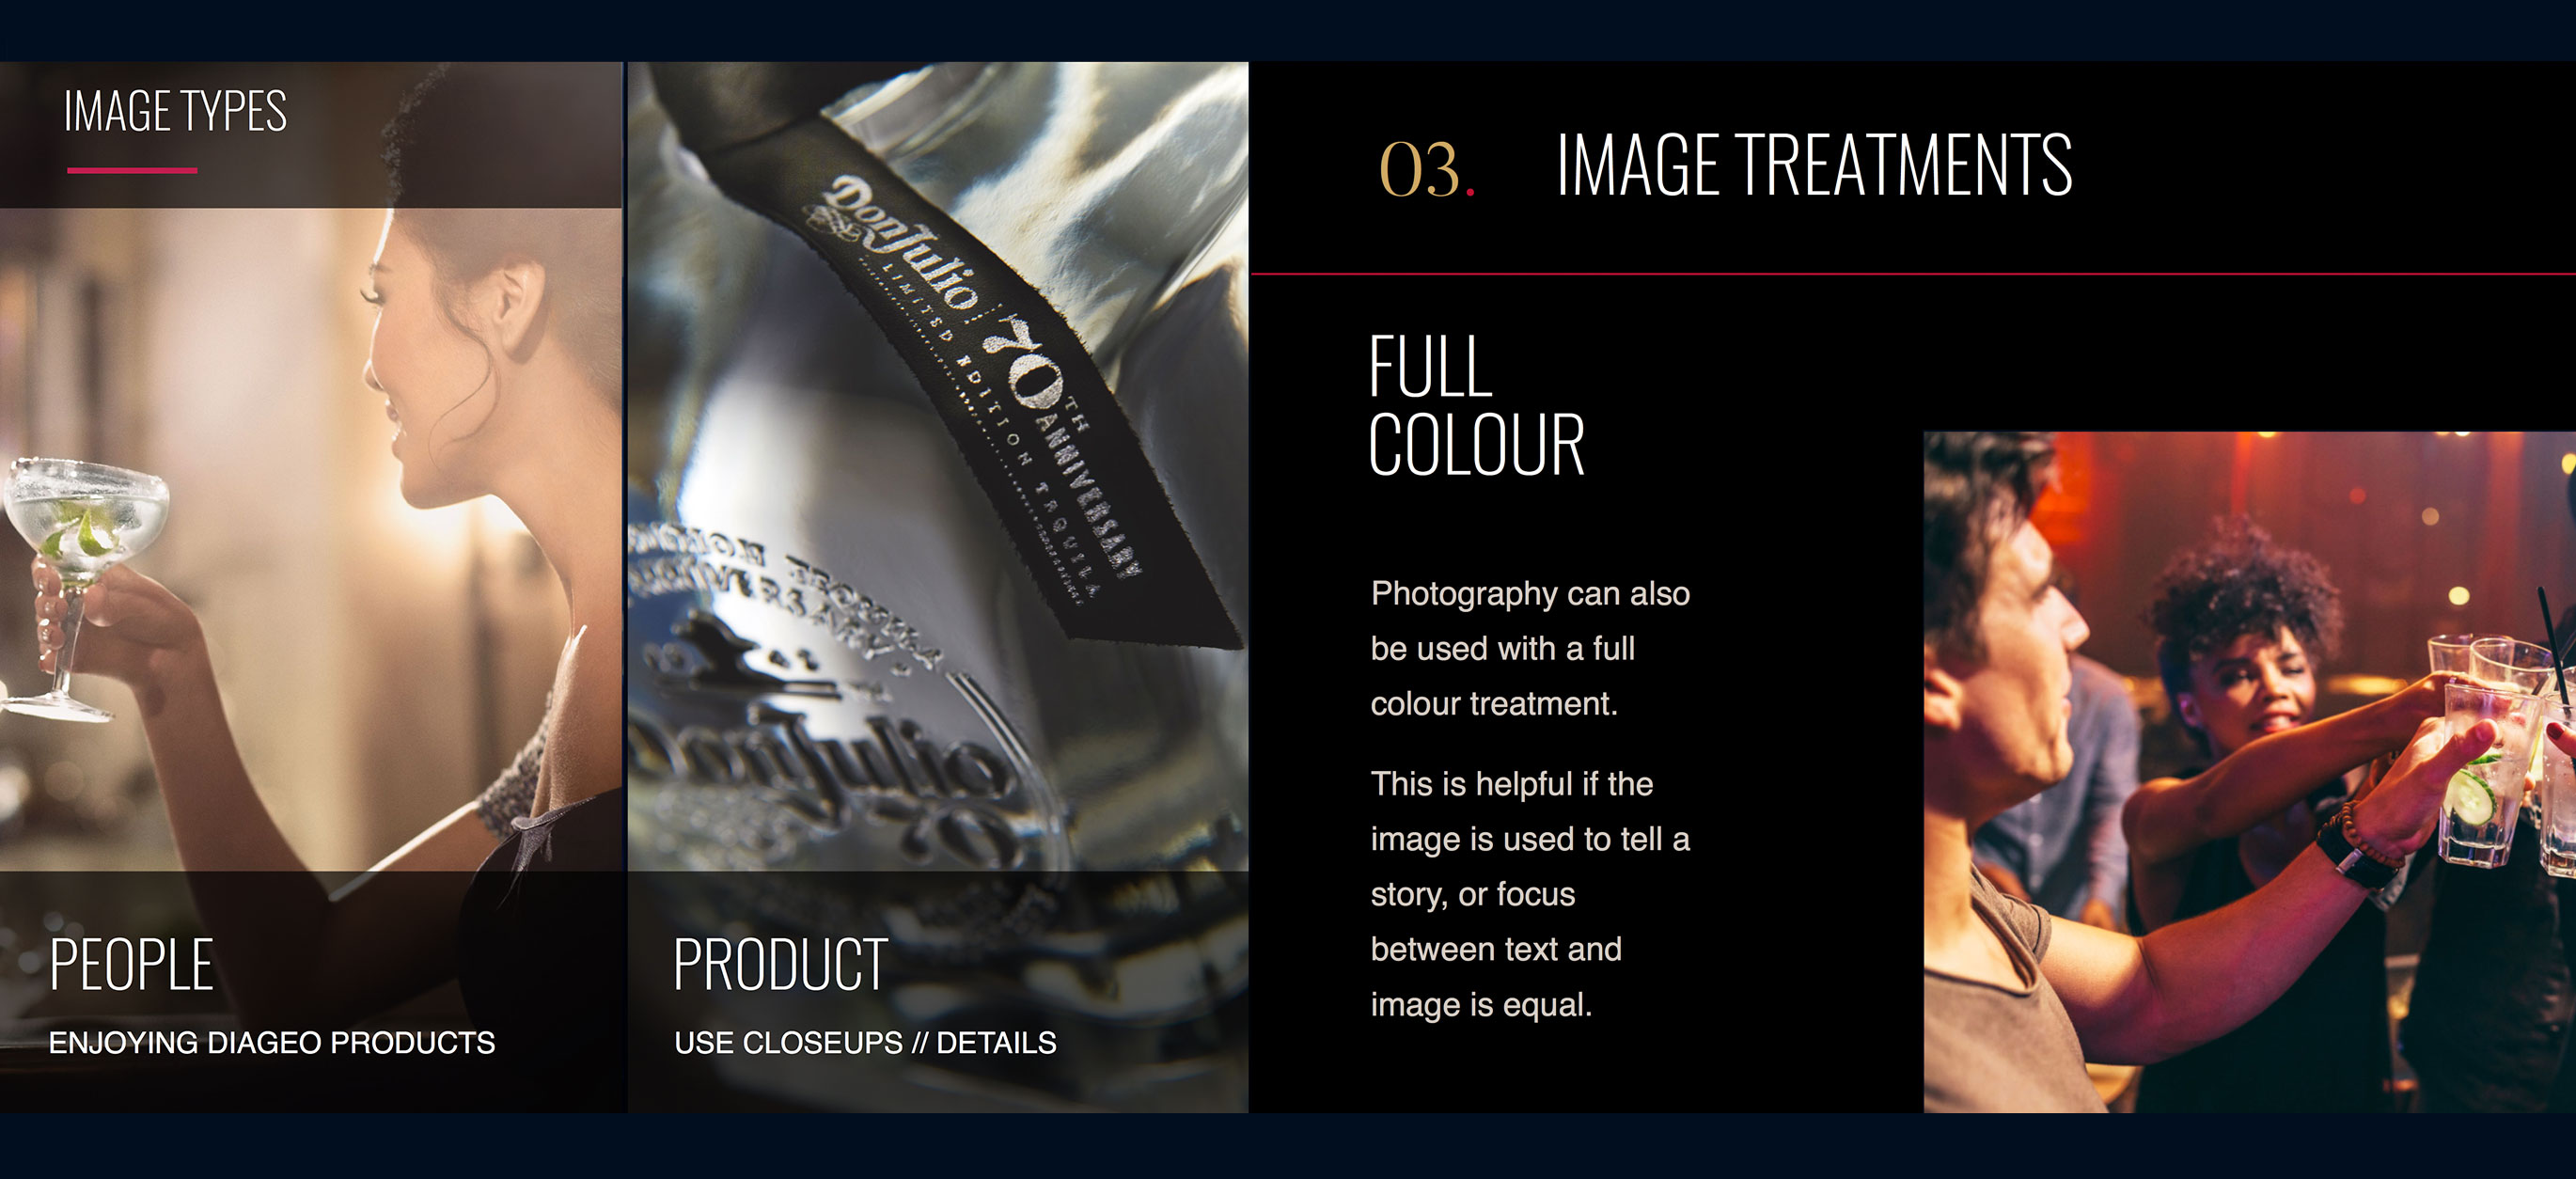 IMAGE TYPES
DonJulio
LIMITED EDITION TEQUILA
70TH ANNIVERSARY
DonJulio
70
PEOPLE
ENJOYING DIAGEO PRODUCTS
PRODUCT
USE CLOSEUPS // DETAILS
03. IMAGE TREATMENTS
FULL
COLOUR
Photography can also
be used with a full
colour treatment.
This is helpful if the
image is used to tell a
story, or focus
between text and
image is equal.